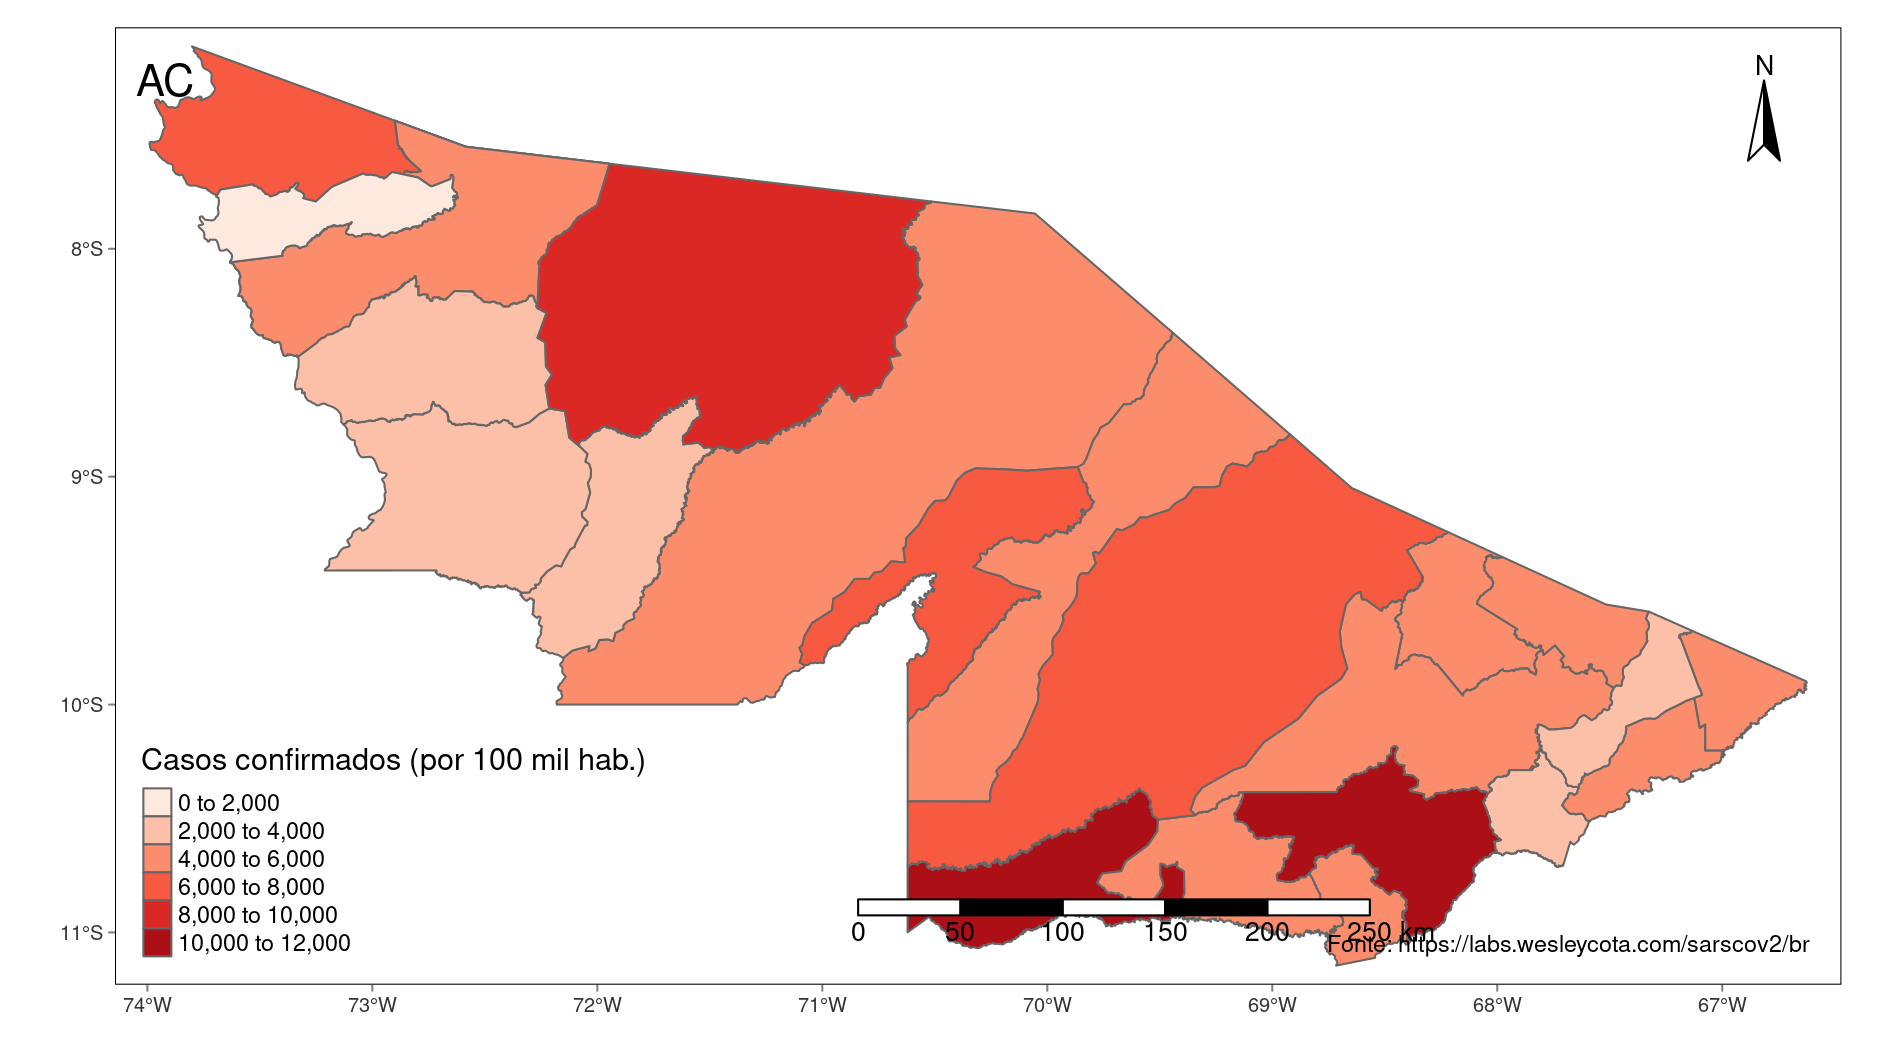 AC
N
8°S
9°S
10°S
11°S
Casos confirmados (por 100 mil hab.)
0 to 2,000
2,000 to 4,000
4,000 to 6,000
6,000 to 8,000
8,000 to 10,000
10,000 to 12,000
0 50 100 150 200 250 km
Fonte: https://labs.wesleycota.com/sarscov2/br
74°W 73°W 72°W 71°W 70°W 69°W 68°W 67°W